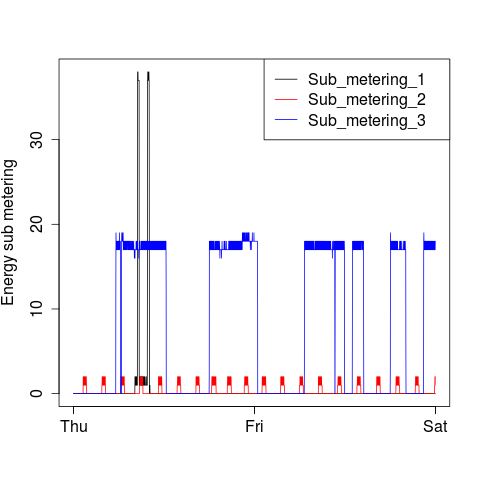 Sub_metering_1
Sub_metering_2
Sub_metering_3
Energy sub metering
30
20
10
0
Thu Fri Sat